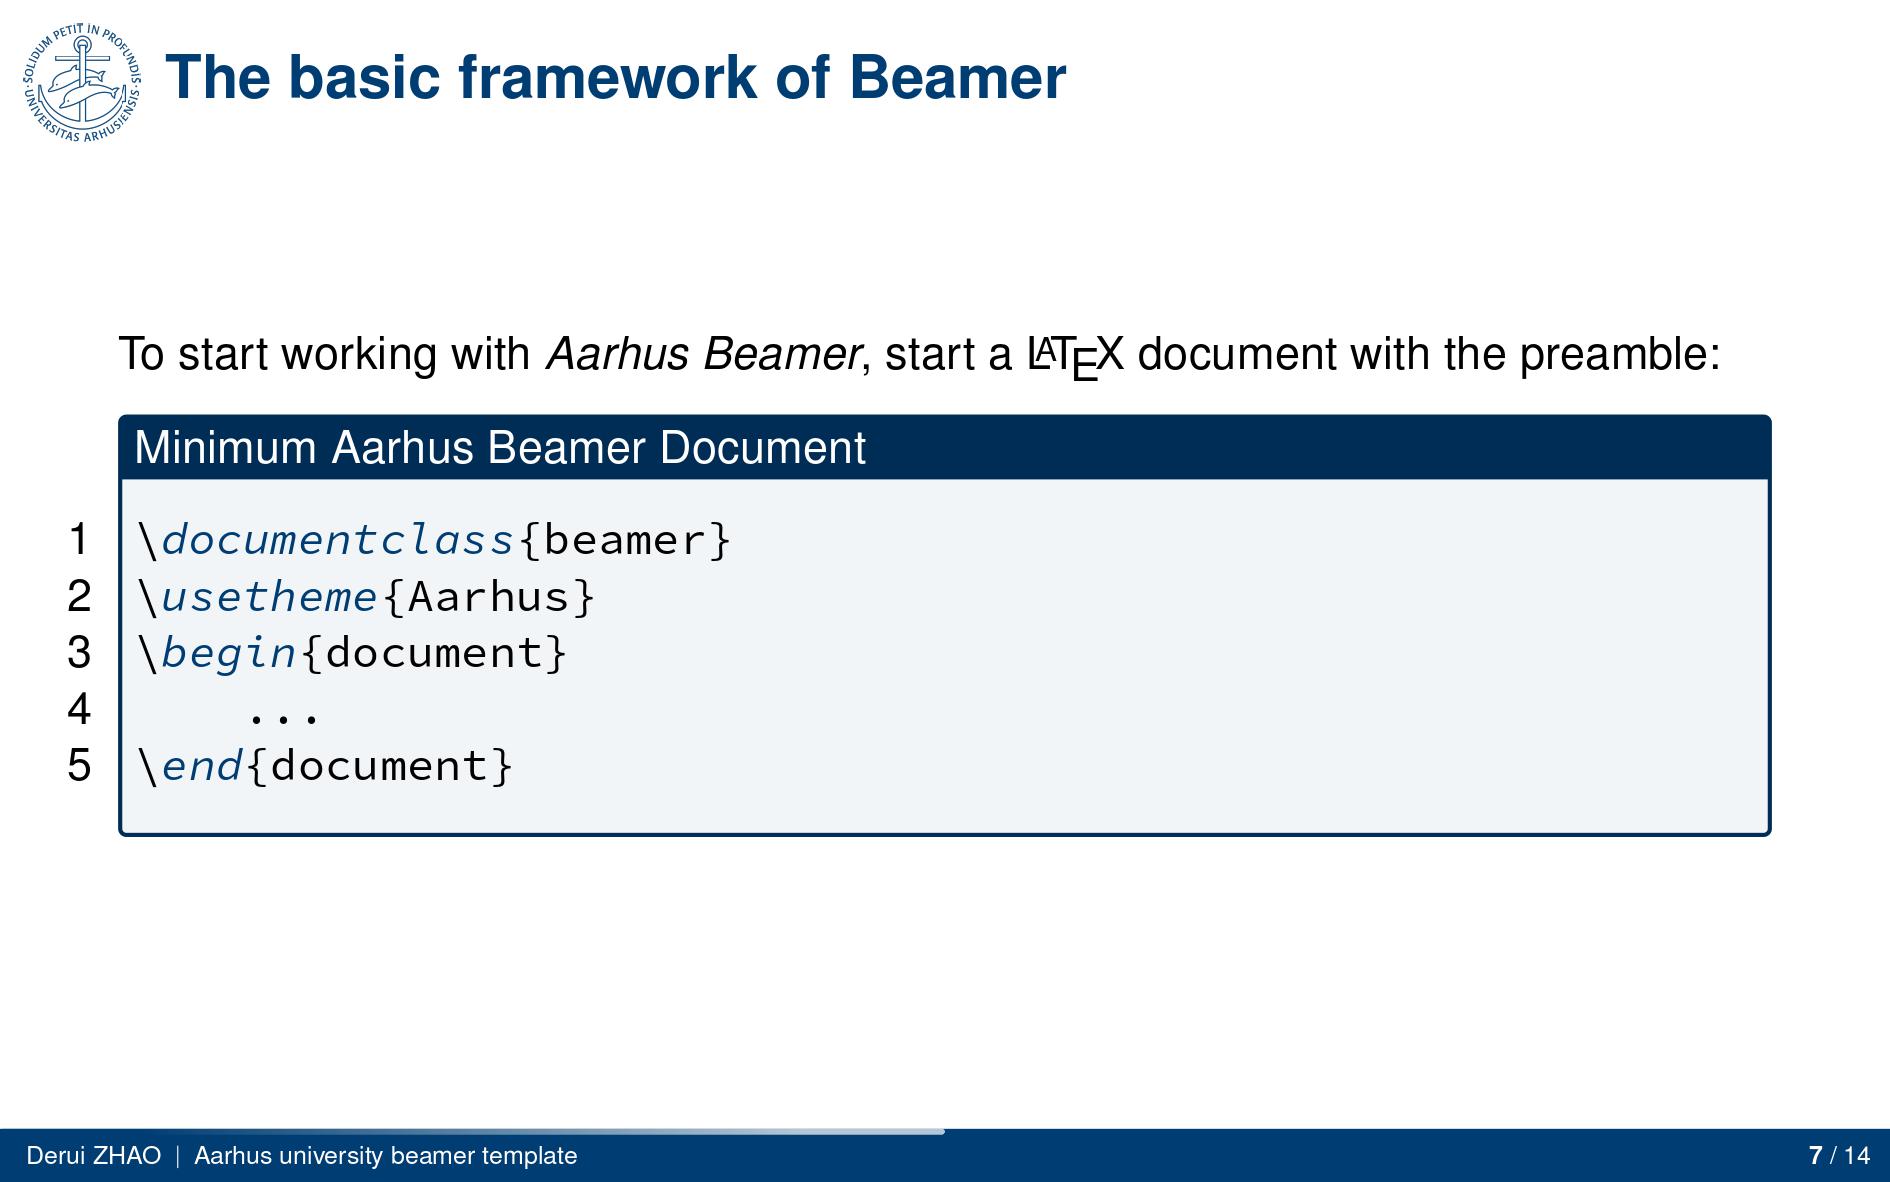 SOLIDUM PETIT IN PROFUNDIS
· UNIVERSITAS ARHUSIENSIS ·
The basic framework of Beamer
To start working with Aarhus Beamer, start a LATEX document with the preamble:
Minimum Aarhus Beamer Document
1 \documentclass{beamer}
2 \usetheme{Aarhus}
3 \begin{document}
4     ...
5 \end{document}
Derui ZHAO | Aarhus university beamer template 7 / 14